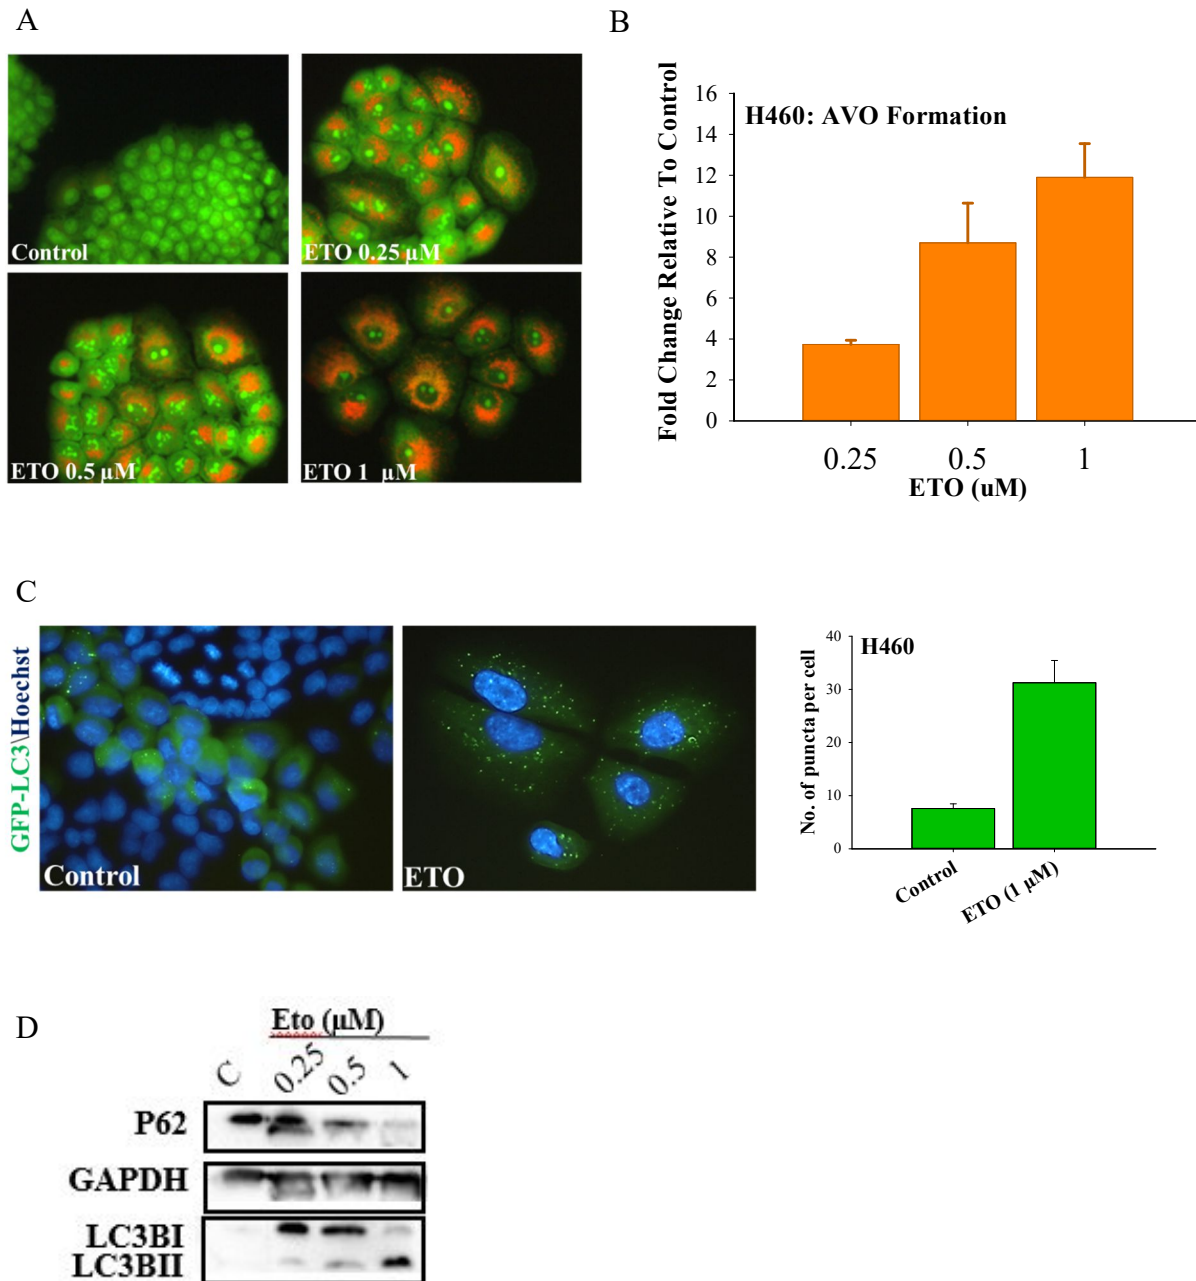 A
Control
ETO 0.25 µM
ETO 0.5 µM
ETO 1 µM
B
H460: AVO Formation
Fold Change Relative To Control
16
14
12
10
8
6
4
2
0
0.25 0.5 1
ETO (uM)
C
GFP-LC3\Hoechst
Control
ETO
H460
No. of puncta per cell
40
30
20
10
0
Control
ETO (1 µM)
D
Eto (µM)
C 0.25 0.5 1
P62
GAPDH
LC3BI
LC3BII